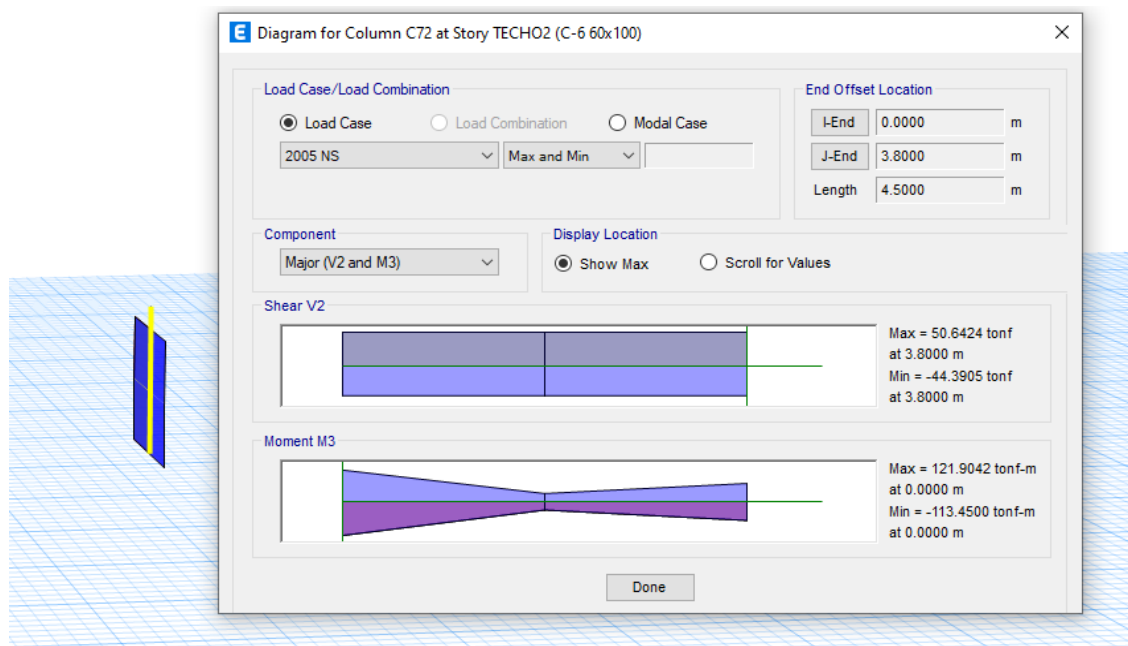 E Diagram for Column C72 at Story TECHO2 (C-6 60x100)
Load Case/Load Combination
Load Case Load Combination Modal Case
2005 NS Max and Min
End Offset Location
I-End 0.0000 m
J-End 3.8000 m
Length 4.5000 m
Component
Major (V2 and M3)
Display Location
Show Max Scroll for Values
Shear V2
Max = 50.6424 tonf
at 3.8000 m
Min = -44.3905 tonf
at 3.8000 m
Moment M3
Max = 121.9042 tonf-m
at 0.0000 m
Min = -113.4500 tonf-m
at 0.0000 m
Done